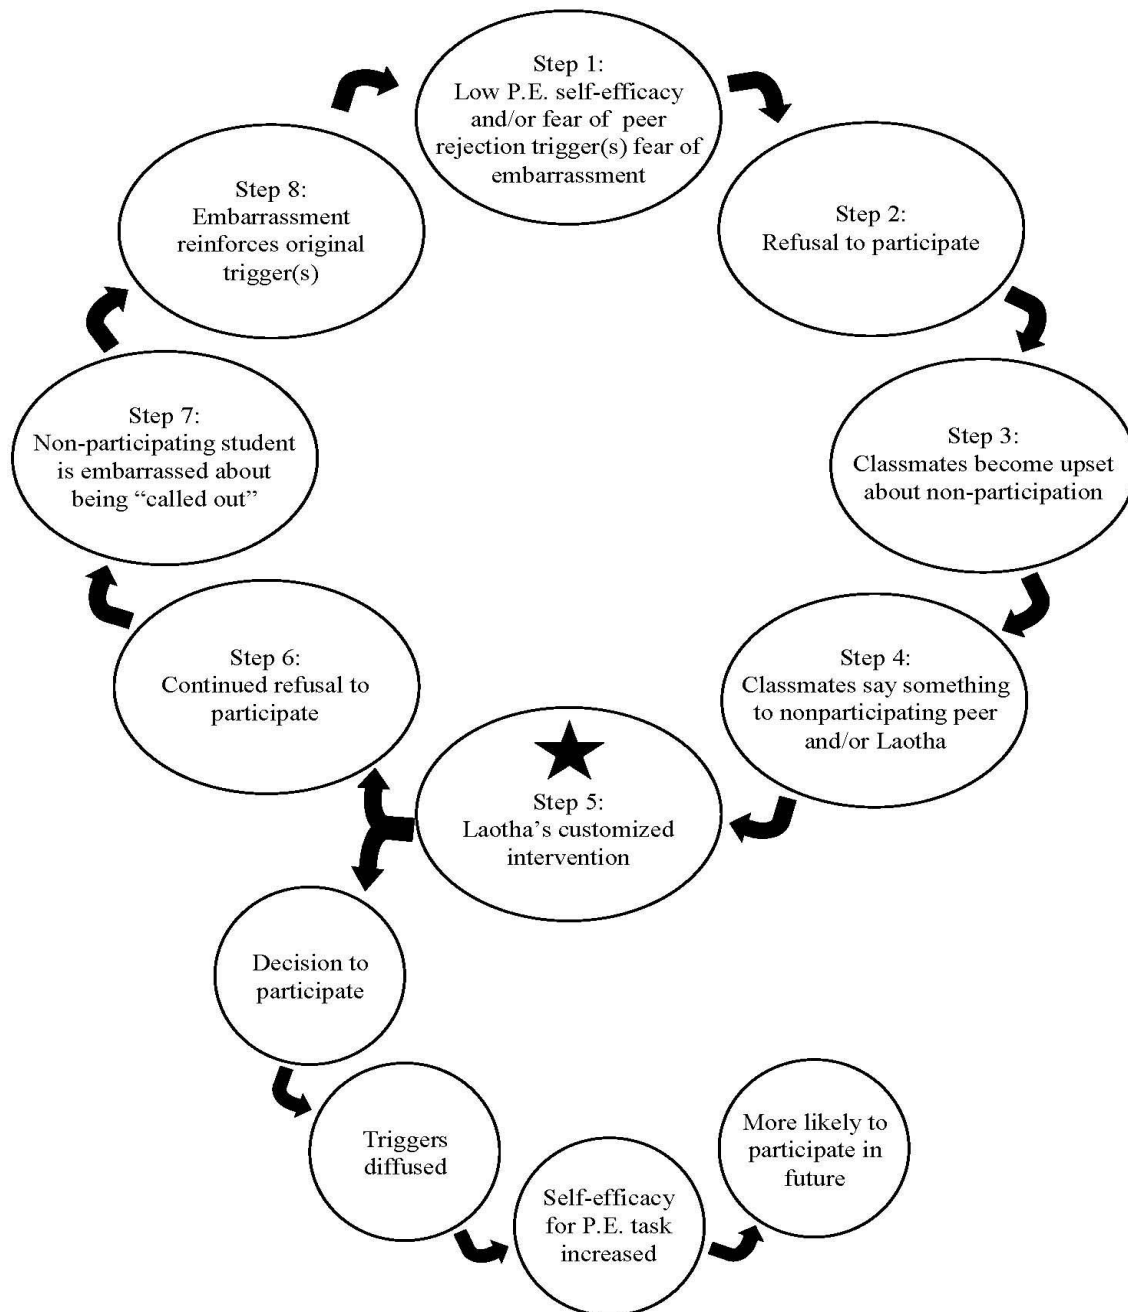 Step 1:
Low P.E. self-efficacy
and/or fear of peer
rejection trigger(s) fear of
embarrassment
Step 2:
Refusal to participate
Step 3:
Classmates become upset
about non-participation
Step 4:
Classmates say something
to nonparticipating peer
and/or Laotha
Step 5:
Laotha’s customized
intervention
Step 6:
Continued refusal to
participate
Step 7:
Non-participating student
is embarrassed about
being “called out”
Step 8:
Embarrassment
reinforces original
trigger(s)
Decision to
participate
Triggers
diffused
Self-efficacy
for P.E. task
increased
More likely to
participate in
future